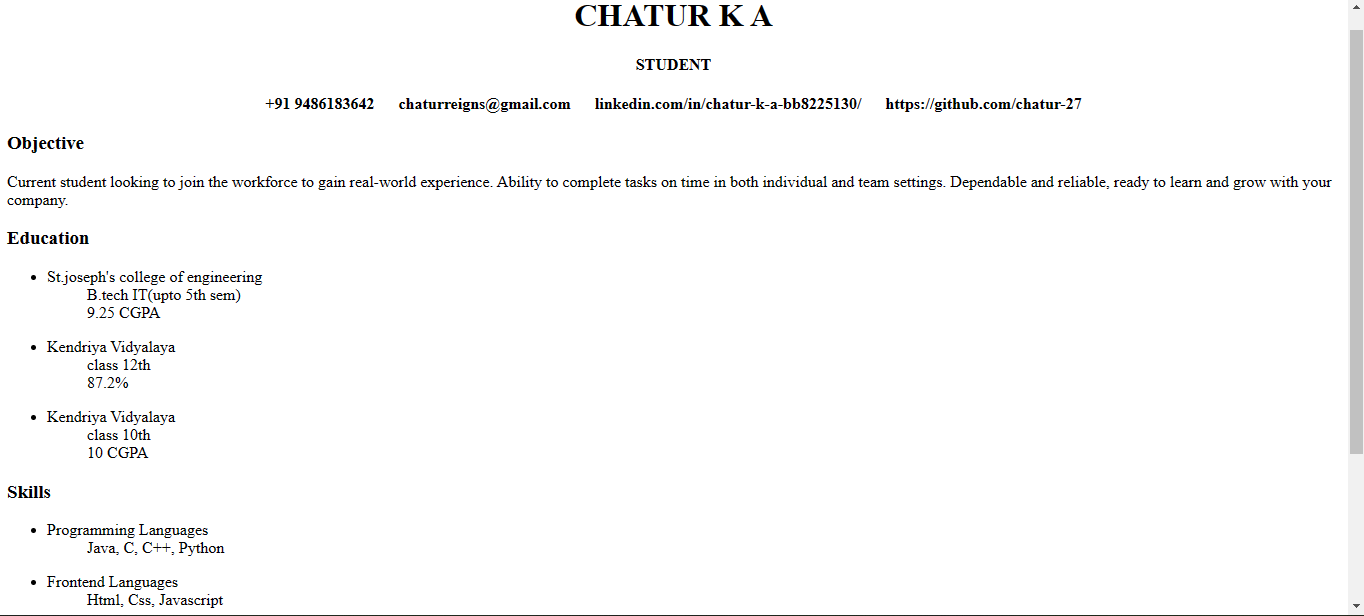 CHATUR K A
STUDENT
+91 9486183642 chaturreigns@gmail.com linkedin.com/in/chatur-k-a-bb8225130/ https://github.com/chatur-27
Objective
Current student looking to join the workforce to gain real-world experience. Ability to complete tasks on time in both individual and team settings. Dependable and reliable, ready to learn and grow with your
company.
Education
• St.joseph's college of engineering
B.tech IT(upto 5th sem)
9.25 CGPA
• Kendriya Vidyalaya
class 12th
87.2%
• Kendriya Vidyalaya
class 10th
10 CGPA
Skills
• Programming Languages
Java, C, C++, Python
• Frontend Languages
Html, Css, Javascript